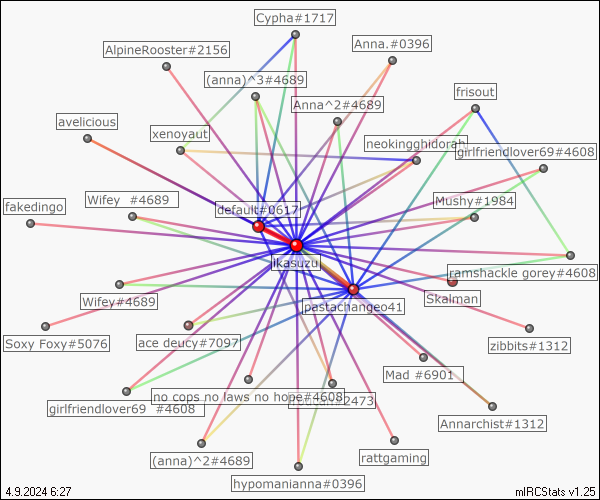 Cypha#1717
AlpineRooster#2156
Anna.#0396
(anna)^3#4689
frisout
Anna^2#4689
avelicious
xenoyaut
neokingghidorah
girlfriendlover69#4608
Wifey #4689
Mushy#1984
fakedingo
default#0617
ikasuzu
ramshackle gorey#4608
Wifey#4689
Skalman
pastachangeo41
Soxy Foxy#5076
ace deucy#7097
zibbits#1312
Mad #6901
no cops no laws no hope#4608
#2473
girlfriendlover69 #4608
Annarchist#1312
(anna)^2#4689
rattgaming
hypomanianna#0396
4.9.2024 6:27
mIRCStats v1.25